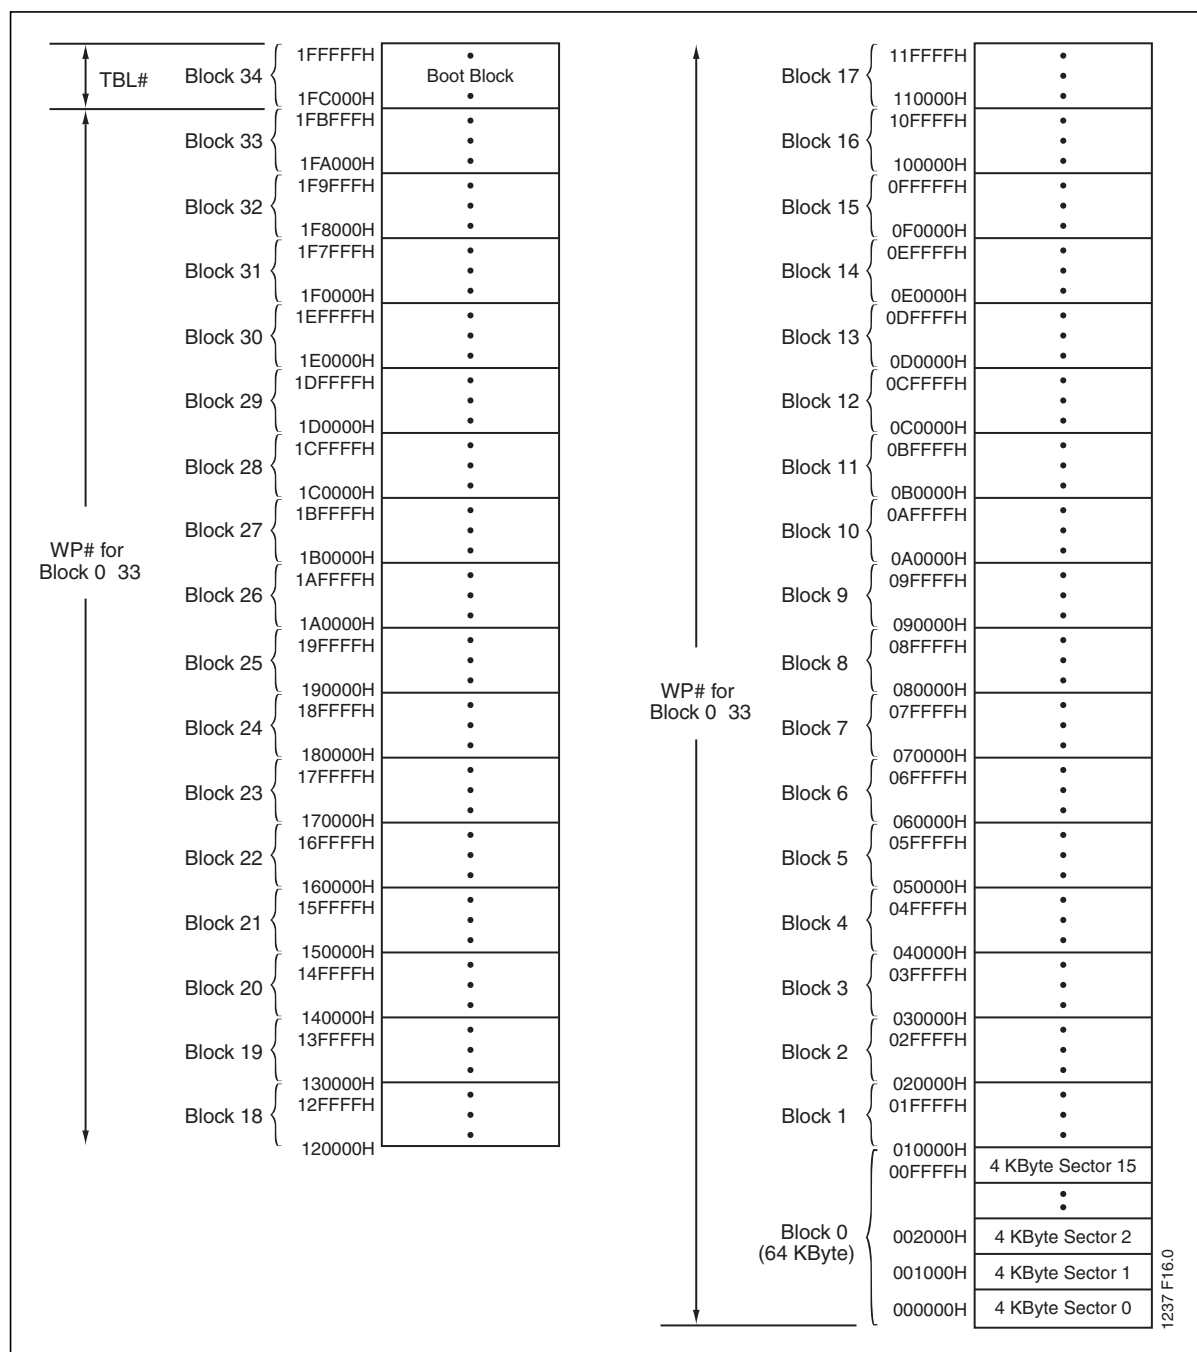 TBL#
WP# for
Block 0 33
Block 34
1FFFFFH
Boot Block
1FC000H
Block 33
1FBFFFH
1FA000H
Block 32
1F9FFFH
1F8000H
Block 31
1F7FFFH
1F0000H
Block 30
1EFFFFH
1E0000H
Block 29
1DFFFFH
1D0000H
Block 28
1CFFFFH
1C0000H
Block 27
1BFFFFH
1B0000H
Block 26
1AFFFFH
1A0000H
Block 25
19FFFFH
190000H
Block 24
18FFFFH
180000H
Block 23
17FFFFH
170000H
Block 22
16FFFFH
160000H
Block 21
15FFFFH
150000H
Block 20
14FFFFH
140000H
Block 19
13FFFFH
130000H
Block 18
12FFFFH
120000H
WP# for
Block 0 33
Block 17
11FFFFH
110000H
Block 16
10FFFFH
100000H
Block 15
0FFFFFH
0F0000H
Block 14
0EFFFFH
0E0000H
Block 13
0DFFFFH
0D0000H
Block 12
0CFFFFH
0C0000H
Block 11
0BFFFFH
0B0000H
Block 10
0AFFFFH
0A0000H
Block 9
09FFFFH
090000H
Block 8
08FFFFH
080000H
Block 7
07FFFFH
070000H
Block 6
06FFFFH
060000H
Block 5
05FFFFH
050000H
Block 4
04FFFFH
040000H
Block 3
03FFFFH
030000H
Block 2
02FFFFH
020000H
Block 1
01FFFFH
010000H
Block 0
(64 KByte)
00FFFFH
4 KByte Sector 15
002000H
4 KByte Sector 2
001000H
4 KByte Sector 1
000000H
4 KByte Sector 0
1237 F16.0